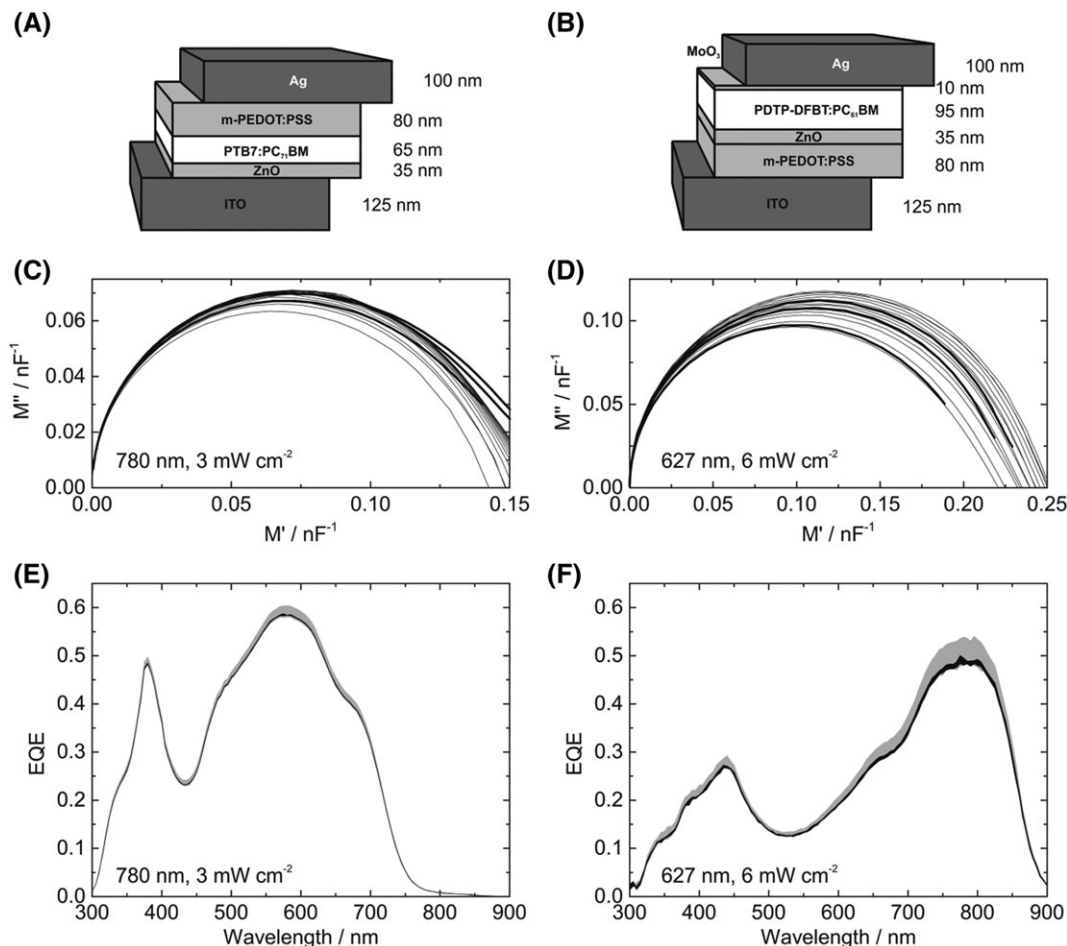 (A)
Ag
100 nm
m-PEDOT:PSS
80 nm
PTB7:PC₇₁BM
65 nm
ZnO
35 nm
ITO
125 nm
(B)
MoO₃
Ag
100 nm
10 nm
PDTP-DFBT:PC₆₁BM
95 nm
ZnO
35 nm
m-PEDOT:PSS
80 nm
ITO
125 nm
(C)
M" / nF⁻¹
0.06
0.04
0.02
0.00
780 nm, 3 mW cm⁻²
0.00 0.05 0.10 0.15
M' / nF⁻¹
(D)
M" / nF⁻¹
0.10
0.05
0.00
627 nm, 6 mW cm⁻²
0.00 0.05 0.10 0.15 0.20 0.25
M' / nF⁻¹
(E)
EQE
0.6
0.5
0.4
0.3
0.2
0.1
0.0
780 nm, 3 mW cm⁻²
300 400 500 600 700 800 900
Wavelength / nm
(F)
EQE
0.6
0.5
0.4
0.3
0.2
0.1
0.0
627 nm, 6 mW cm⁻²
300 400 500 600 700 800 900
Wavelength / nm